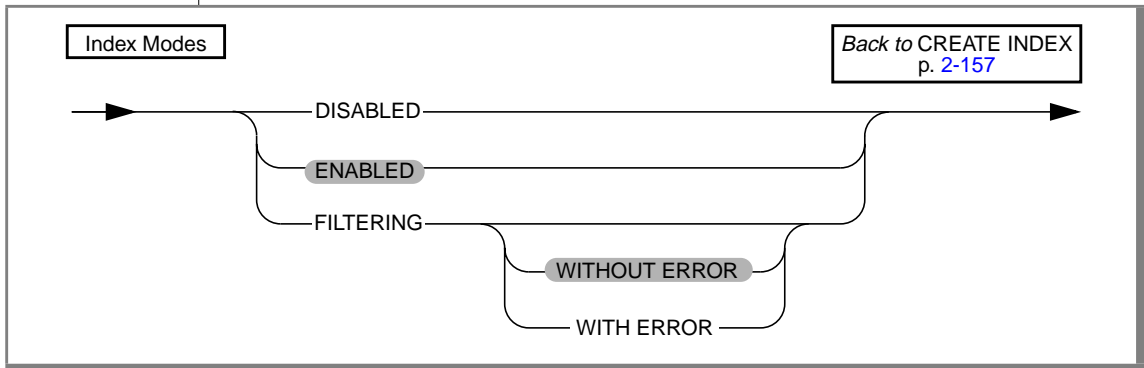 Index Modes
Back to CREATE INDEX
p. 2-157
DISABLED
ENABLED
FILTERING
WITHOUT ERROR
WITH ERROR